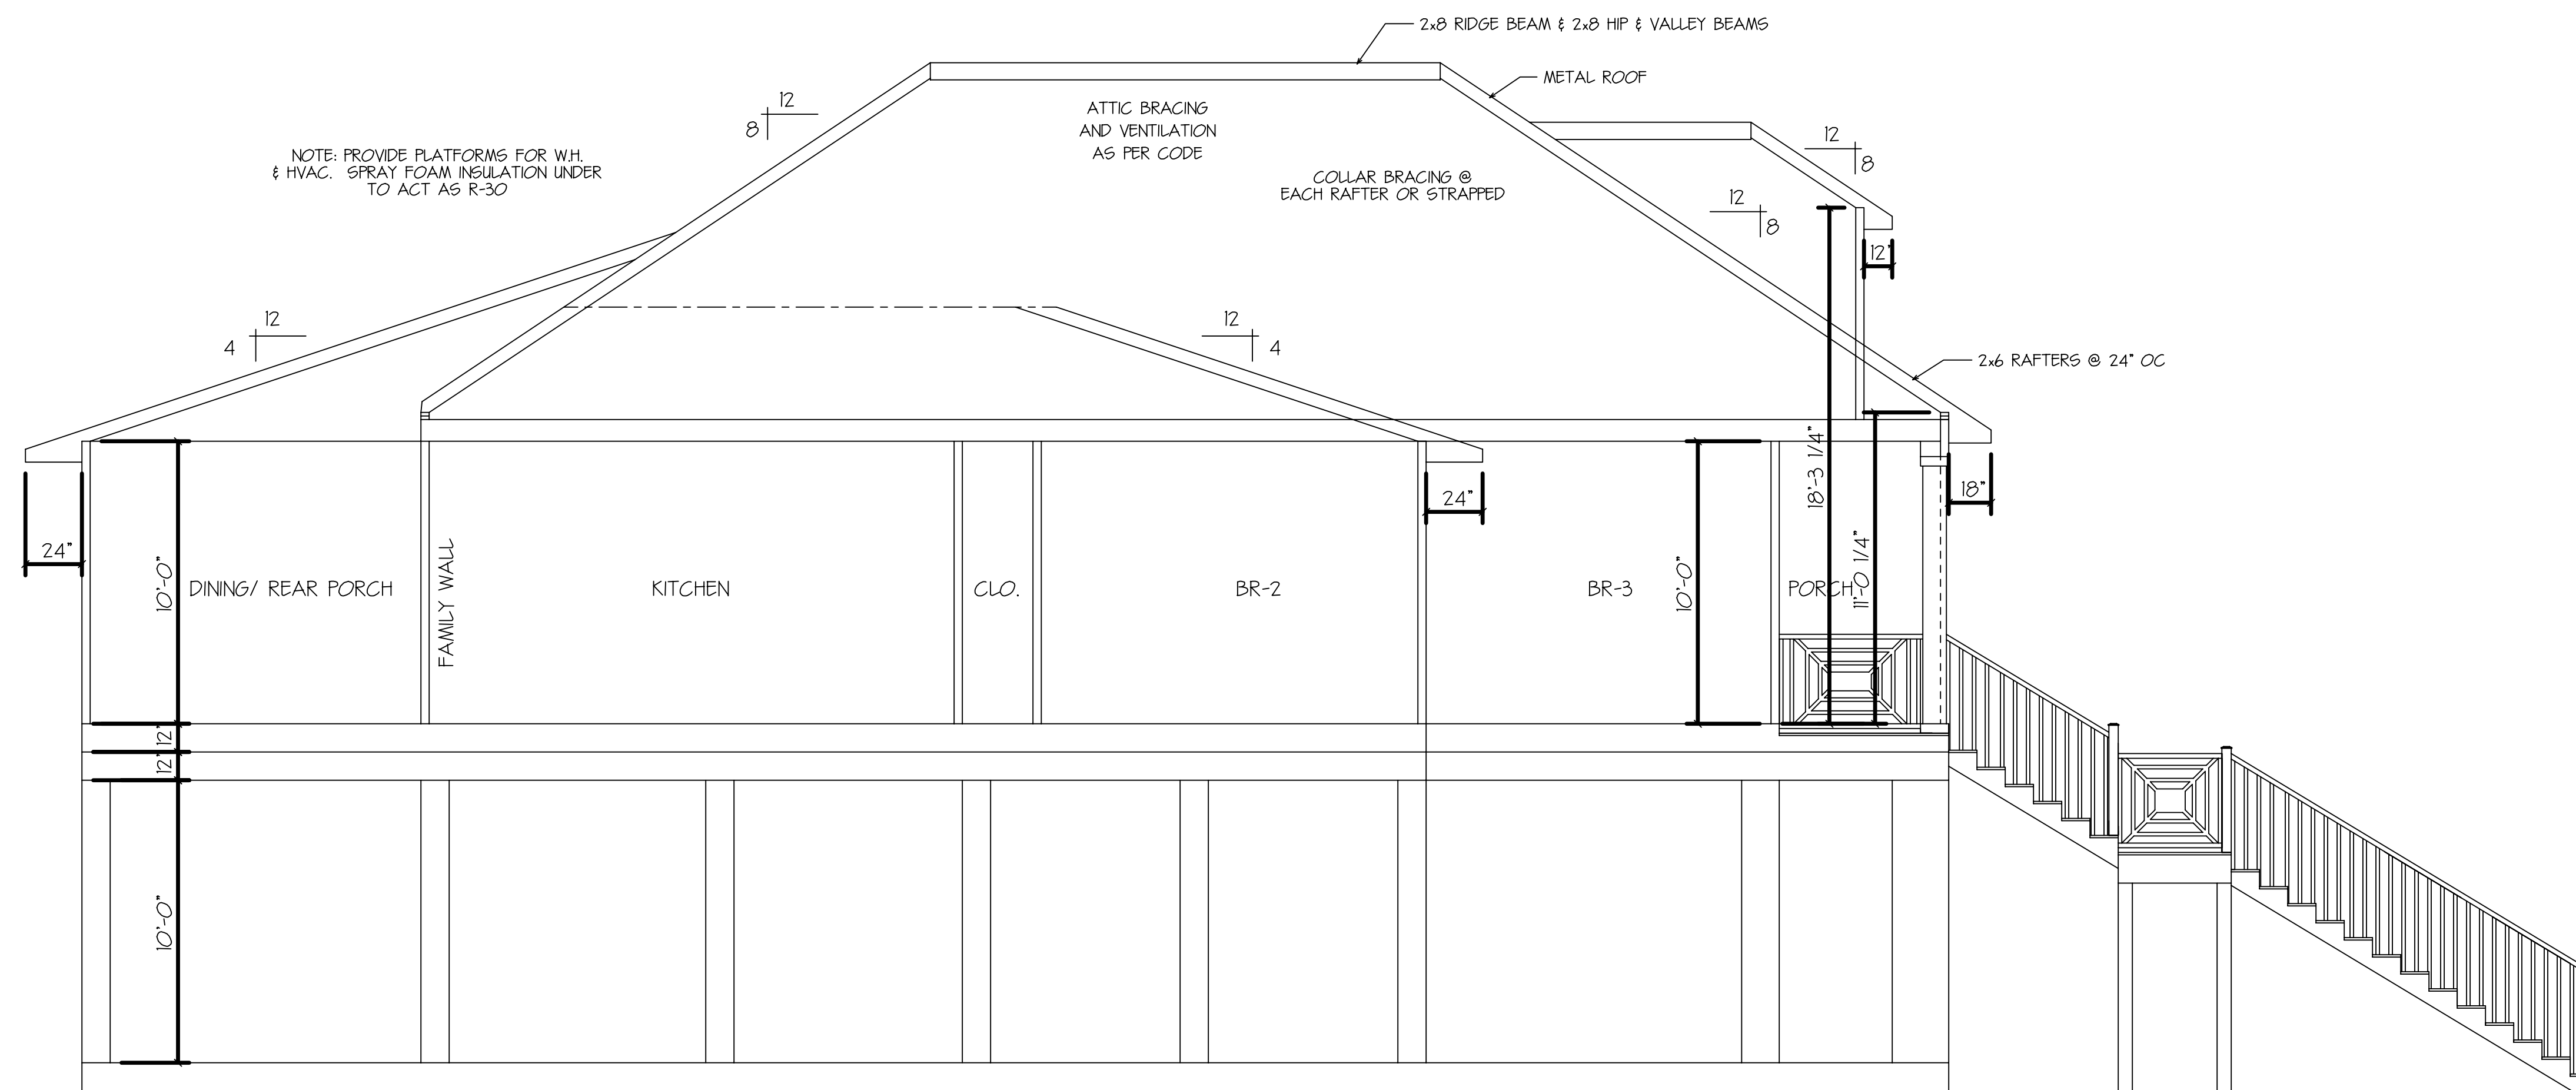 2x8 RIDGE BEAM & 2x8 HIP & VALLEY BEAMS
METAL ROOF
12
8
ATTIC BRACING
AND VENTILATION
AS PER CODE
12
8
NOTE: PROVIDE PLATFORMS FOR W.H.
& HVAC. SPRAY FOAM INSULATION UNDER
TO ACT AS R-30
COLLAR BRACING @
EACH RAFTER OR STRAPPED
12
8
12"
12
4
12
4
2x6 RAFTERS @ 24" OC
18'-3 1/4"
24"
18"
24"
10'-0"
DINING/ REAR PORCH
FAMILY WALL
KITCHEN
CLO.
BR-2
BR-3
10'-0"
PORCH
11'-0 1/4"
12"
12"
10'-0"